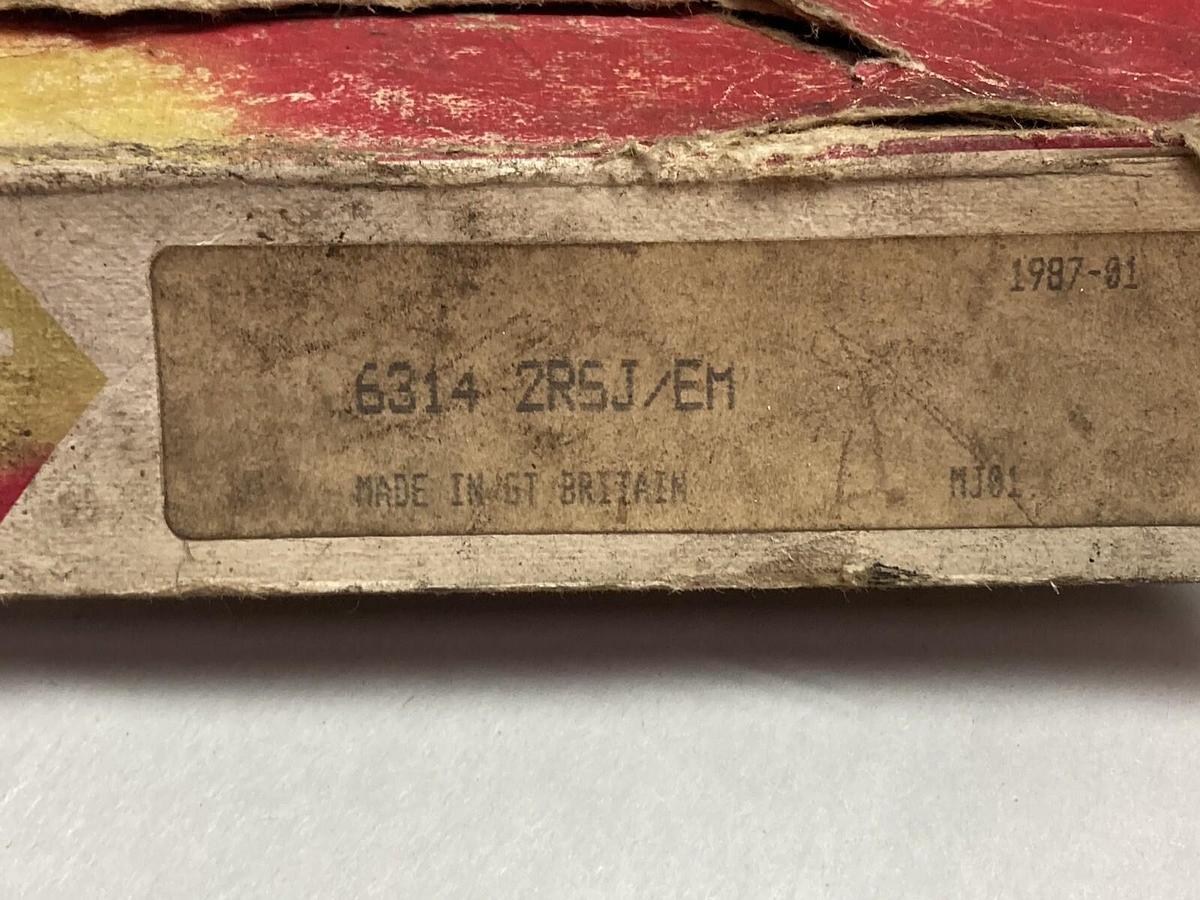 1987-01
6314 2RSJ/EM
MADE IN GT BRITAIN
MJ01